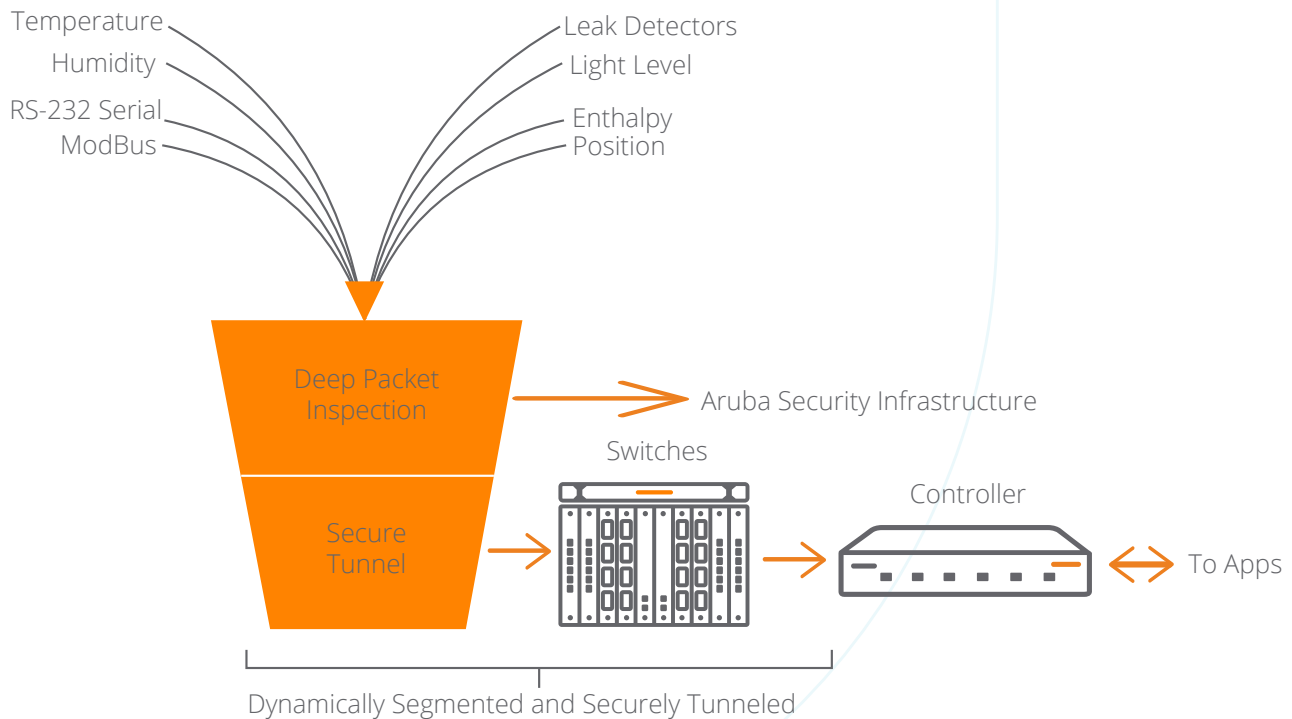 Temperature
Humidity
RS-232 Serial
ModBus
Leak Detectors
Light Level
Enthalpy
Position
Deep Packet
Inspection
Aruba Security Infrastructure
Switches
Controller
Secure
Tunnel
To Apps
Dynamically Segmented and Securely Tunneled